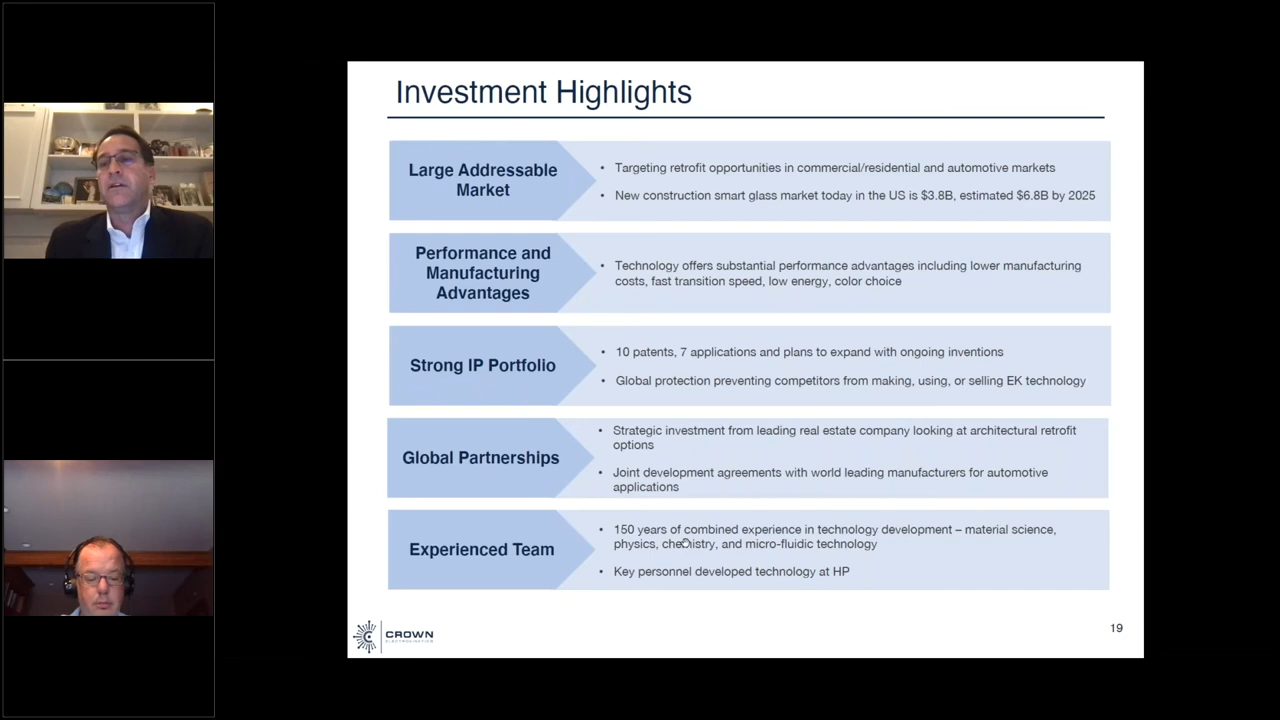 Investment Highlights
Large Addressable
Market
• Targeting retrofit opportunities in commercial/residential and automotive markets
• New construction smart glass market today in the US is $3.8B, estimated $6.8B by 2025
Performance and
Manufacturing
Advantages
• Technology offers substantial performance advantages including lower manufacturing
costs, fast transition speed, low energy, color choice
Strong IP Portfolio
• 10 patents, 7 applications and plans to expand with ongoing inventions
• Global protection preventing competitors from making, using, or selling EK technology
Global Partnerships
• Strategic investment from leading real estate company looking at architectural retrofit
options
• Joint development agreements with world leading manufacturers for automotive
applications
Experienced Team
• 150 years of combined experience in technology development – material science,
physics, chemistry, and micro-fluidic technology
• Key personnel developed technology at HP
CROWN
ELECTROKINETICS
19